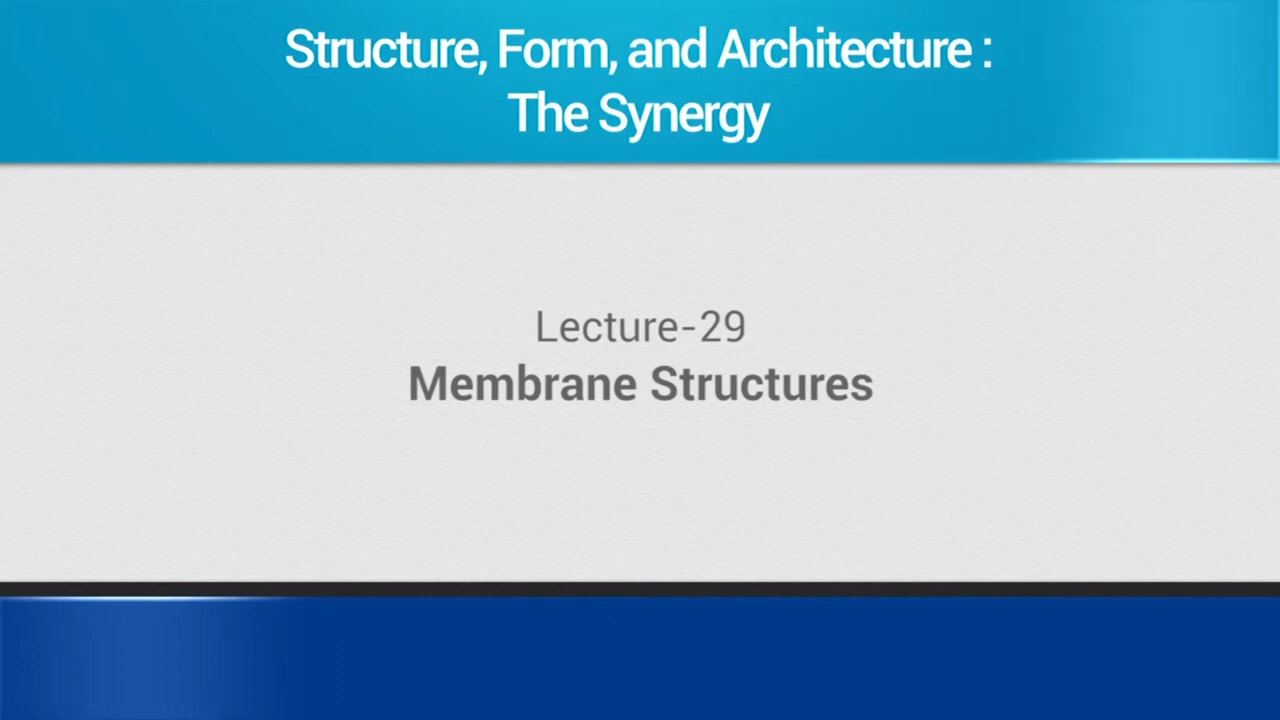 Structure, Form, and Architecture :
The Synergy
Lecture-29
Membrane Structures